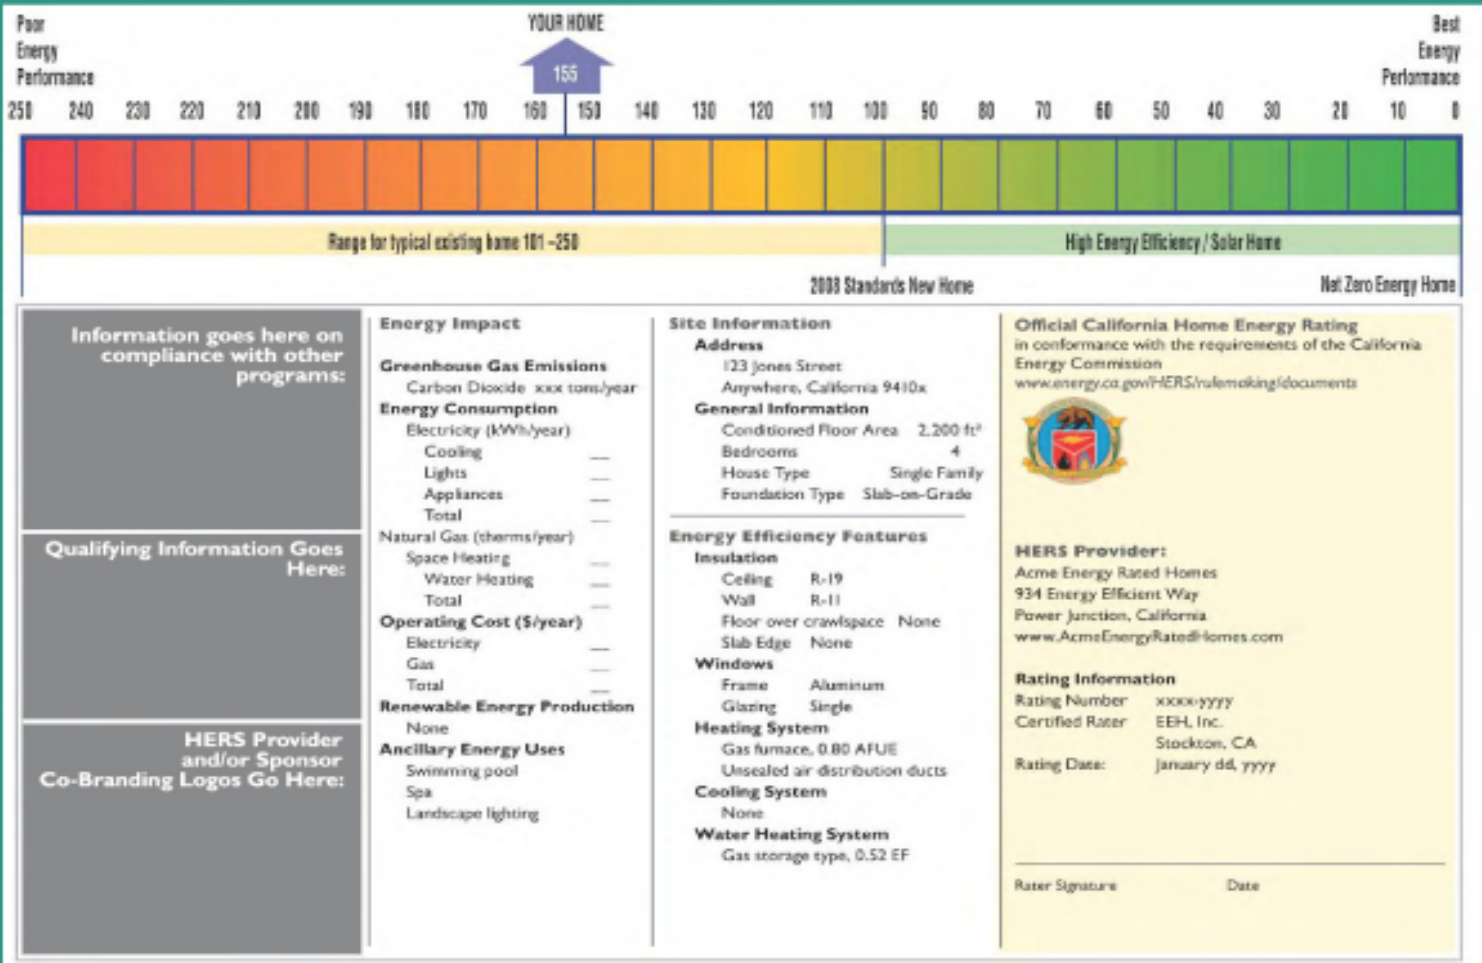 Poor
Energy
Performance
YOUR HOME
155
Best
Energy
Performance
250 240 230 220 210 200 190 180 170 160 150 140 130 120 110 100 90 80 70 60 50 40 30 20 10 0
Range for typical existing home 101 –250
High Energy Efficiency / Solar Home
2008 Standards New Home
Net Zero Energy Home
Information goes here on
compliance with other
programs:
Qualifying Information Goes
Here:
HERS Provider
and/or Sponsor
Co-Branding Logos Go Here:
Energy Impact
Greenhouse Gas Emissions
Carbon Dioxide xxx tons/year
Energy Consumption
Electricity (kWh/year)
Cooling __
Lights __
Appliances __
Total __
Natural Gas (therms/year)
Space Heating __
Water Heating __
Total __
Operating Cost ($/year)
Electricity __
Gas __
Total __
Renewable Energy Production
None
Ancillary Energy Uses
Swimming pool
Spa
Landscape lighting
Site Information
Address
123 Jones Street
Anywhere, California 9410x
General Information
Conditioned Floor Area 2,200 ft²
Bedrooms 4
House Type Single Family
Foundation Type Slab-on-Grade
Energy Efficiency Features
Insulation
Ceiling R-19
Wall R-11
Floor over crawlspace None
Slab Edge None
Windows
Frame Aluminum
Glazing Single
Heating System
Gas furnace, 0.80 AFUE
Unsealed air distribution ducts
Cooling System
None
Water Heating System
Gas storage type, 0.52 EF
Official California Home Energy Rating
in conformance with the requirements of the California
Energy Commission
www.energy.ca.gov/HERS/rulemaking/documents
HERS Provider:
Acme Energy Rated Homes
934 Energy Efficient Way
Power Junction, California
www.AcmeEnergyRatedHomes.com
Rating Information
Rating Number xxxx-yyyy
Certified Rater EEH, Inc.
Stockton, CA
Rating Date: January dd, yyyy
Rater Signature Date